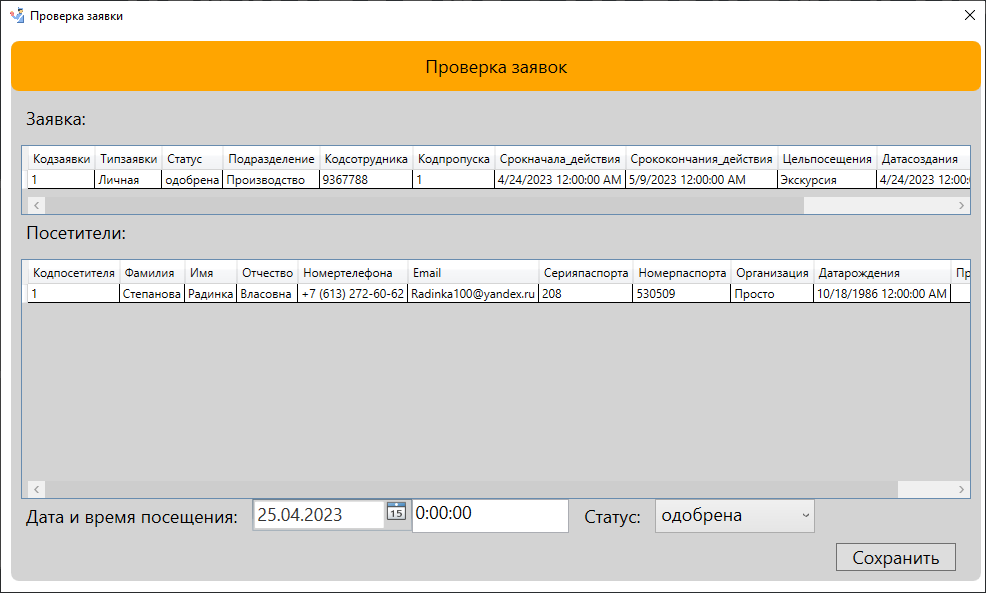 Проверка заявки
Проверка заявок
Заявка:
Кодзаявки Типзаявки Статус Подразделение Кодсотрудника Кодпропуска Срокначала_действия Срококончания_действия Цельпосещения Датасоздания
1 Личная одобрена Производство 9367788 1 4/24/2023 12:00:00 AM 5/9/2023 12:00:00 AM Экскурсия 4/24/2023 12:00:
Посетители:
Кодпосетителя Фамилия Имя Отчество Номертелефона Email Серияпаспорта Номерпаспорта Организация Датарождения Пр
1 Степанова Радинка Власовна +7 (613) 272-60-62 Radinka100@yandex.ru 208 530509 Просто 10/18/1986 12:00:00 AM
Дата и время посещения: 25.04.2023 15 0:00:00 Статус: одобрена
Сохранить